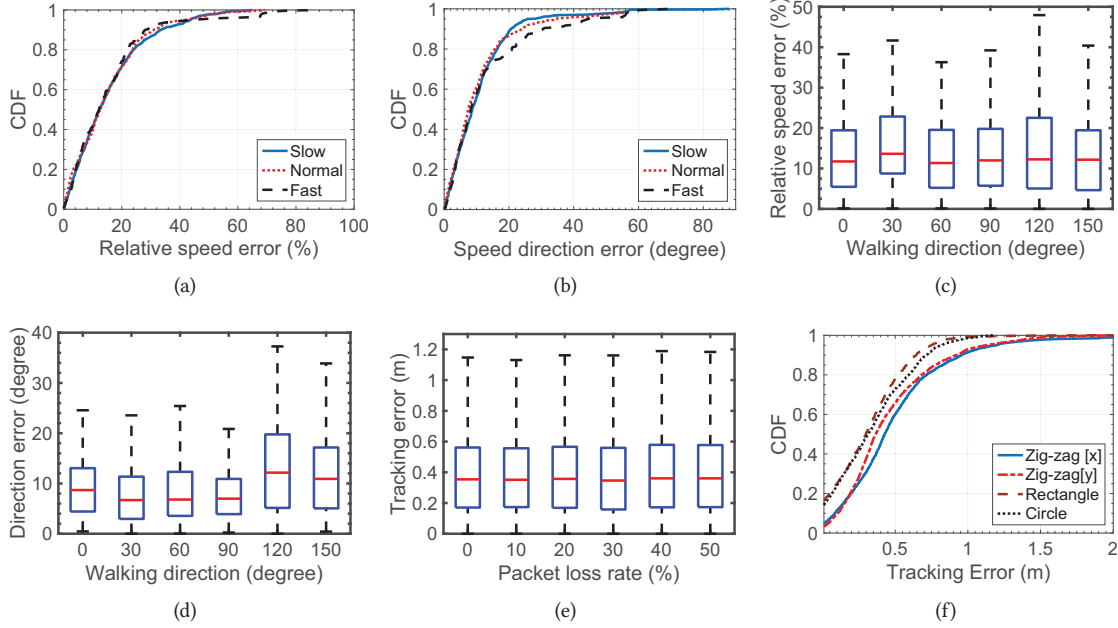 1
0.8
0.6
0.4
0.2
0
CDF
Slow
Normal
Fast
0 20 40 60 80 100
Relative speed error (%)
(a)
1
0.8
0.6
0.4
0.2
0
CDF
Slow
Normal
Fast
0 20 40 60 80
Speed direction error (degree)
(b)
50
40
30
20
10
0
Relative speed error (%)
0 30 60 90 120 150
Walking direction (degree)
(c)
40
30
20
10
0
Direction error (degree)
0 30 60 90 120 150
Walking direction (degree)
(d)
1.2
1
0.8
0.6
0.4
0.2
0
Tracking error (m)
0 10 20 30 40 50
Packet loss rate (%)
(e)
1
0.8
0.6
0.4
0.2
0
CDF
Zig-zag [x]
Zig-zag[y]
Rectangle
Circle
0.5 1 1.5 2
Tracking Error (m)
(f)